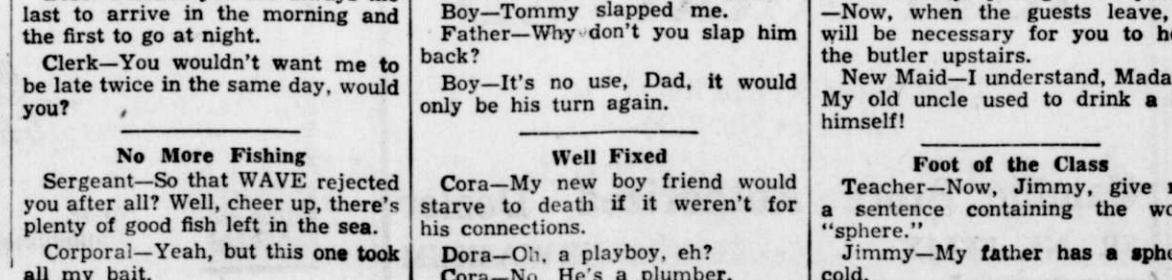 last to arrive in the morning and
the first to go at night.
Clerk—You wouldn't want me to
be late twice in the same day, would
you?
No More Fishing
Sergeant—So that WAVE rejected
you after all? Well, cheer up, there's
plenty of good fish left in the sea.
Corporal—Yeah, but this one took
all my bait.
Boy—Tommy slapped me.
Father—Why don't you slap him
back?
Boy—It's no use, Dad, it would
only be his turn again.
Well Fixed
Cora—My new boy friend would
starve to death if it weren't for
his connections.
Dora—Oh, a playboy, eh?
Cora—No. He's a plumber.
—Now, when the guests leave,
will be necessary for you to
the butler upstairs.
New Maid—I understand,
My old uncle used to drink a
himself!
Foot of the Class
Teacher—Now, Jimmy, give
a sentence containing the
"sphere."
Jimmy—My father has a
cold.